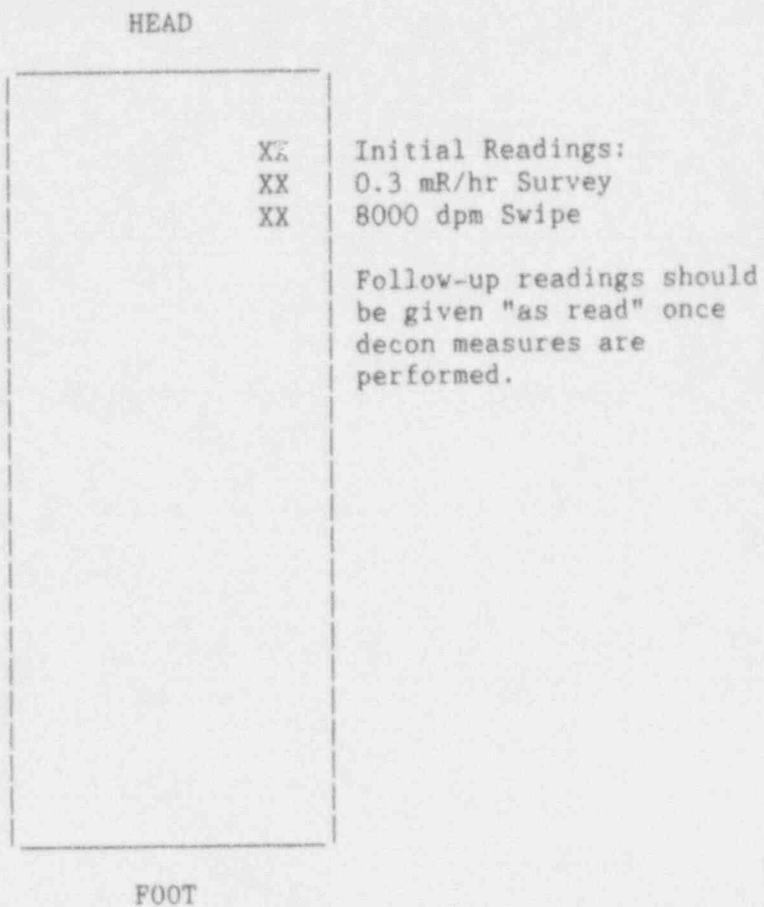 HEAD
XX Initial Readings:
XX 0.3 mR/hr Survey
XX 8000 dpm Swipe
Follow-up readings should
be given "as read" once
decon measures are
performed.
FOOT